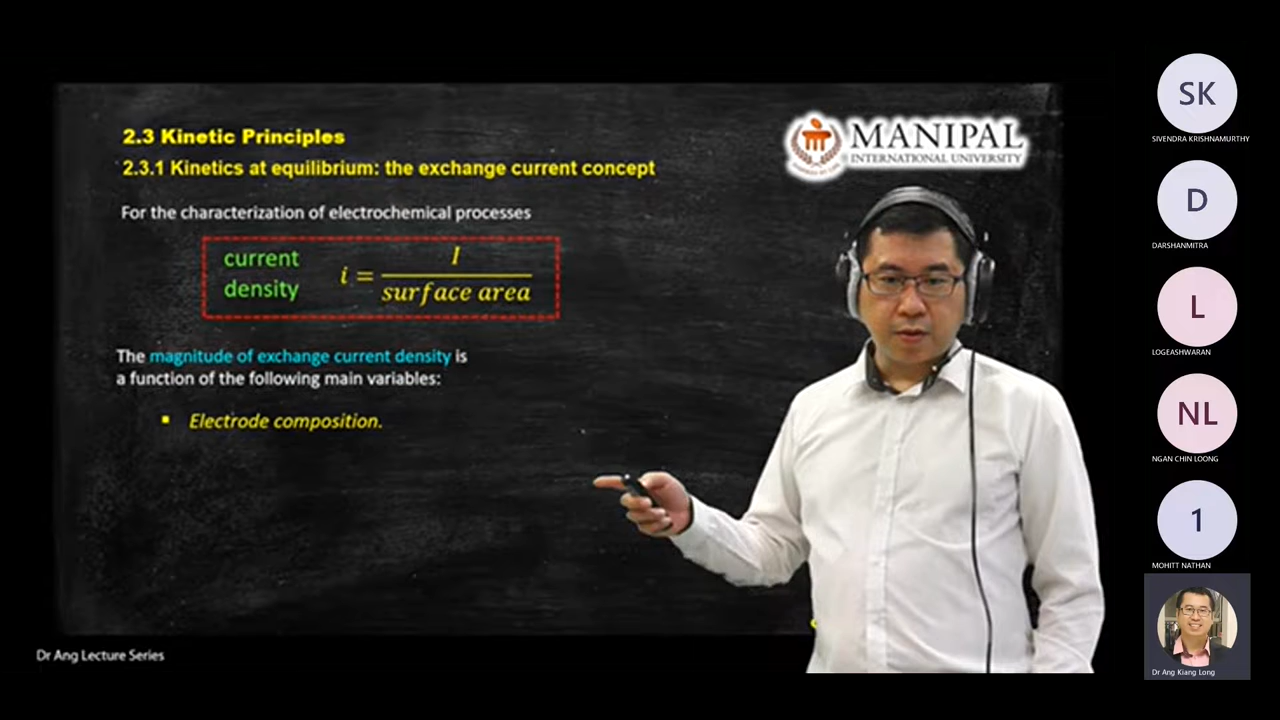 2.3 Kinetic Principles
2.3.1 Kinetics at equilibrium: the exchange current concept
MANIPAL
INTERNATIONAL UNIVERSITY
For the characterization of electrochemical processes
current
density
i = I / surface area
The magnitude of exchange current density is
a function of the following main variables:
▪ Electrode composition.
Dr Ang Lecture Series
SK
SIVENDRA KRISHNAMURTHY
D
DARSHANMITRA
L
LOGEASHWARAN
NL
NGAN CHIN LOONG
1
MOHITT NATHAN
Dr Ang Kiang Long